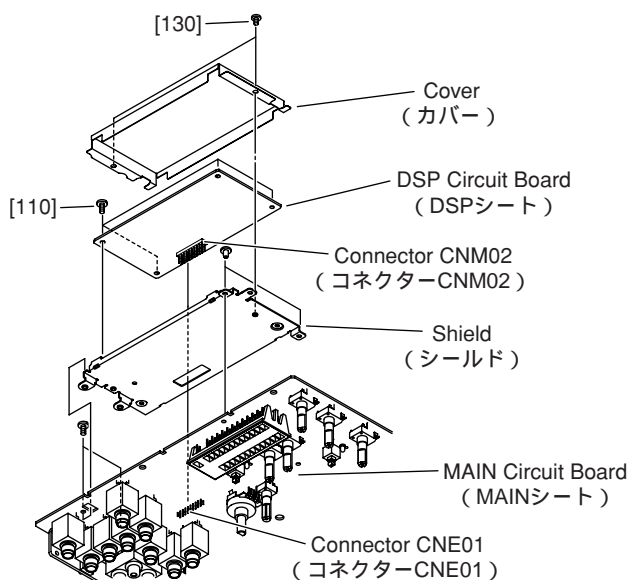 [130]
Cover
（カバー）
DSP Circuit Board
（DSPシート）
[110]
Connector CNM02
（コネクターCNM02）
Shield
（シールド）
MAIN Circuit Board
（MAINシート）
Connector CNE01
（コネクターCNE01）